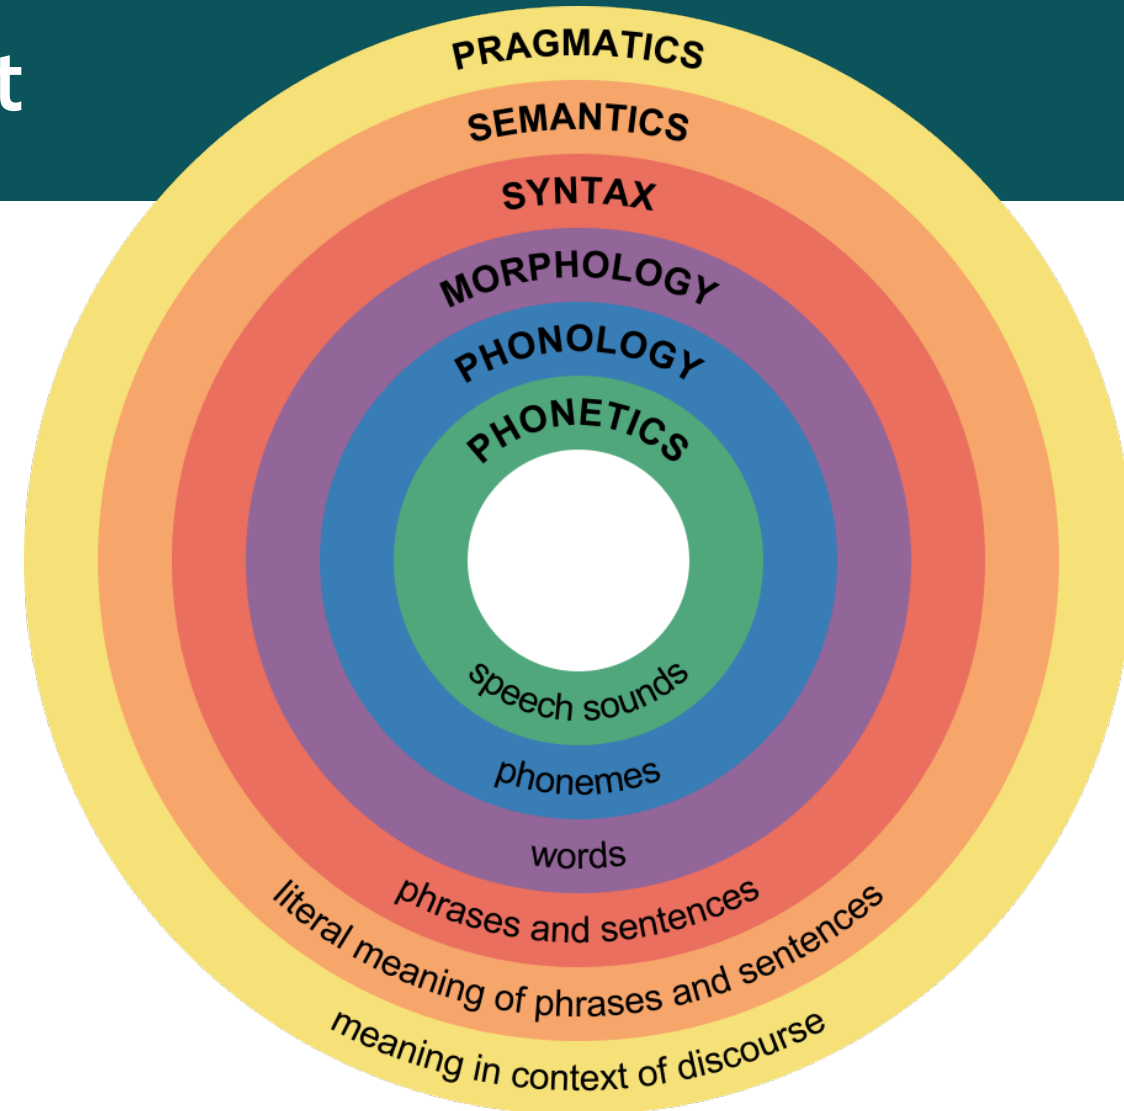 t
PRAGMATICS
SEMANTICS
SYNTAX
MORPHOLOGY
PHONOLOGY
PHONETICS
speech sounds
phonemes
words
phrases and sentences
literal meaning of phrases and sentences
meaning in context of discourse